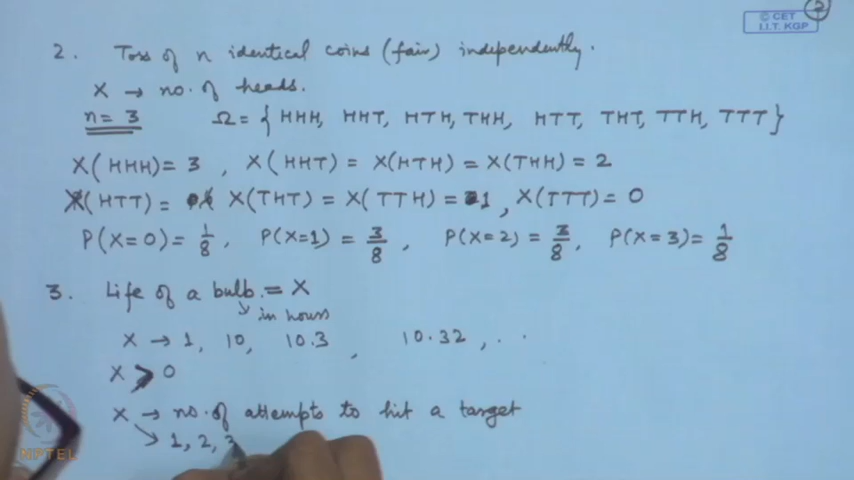 2
© CET
I.I.T. KGP
2. Toss of n identical coins (fair) independently.
X → no. of heads.
n = 3 Ω = { HHH, HHT, HTH, THH, HTT, THT, TTH, TTT }
X(HHH) = 3 , X(HHT) = X(HTH) = X(THH) = 2
X(HTT) = X(THT) = X(TTH) = 1, X(TTT) = 0
P(X=0) = 1/8, P(X=1) = 3/8, P(X=2) = 3/8, P(X=3) = 1/8
3. Life of a bulb = X
↓ in hours
X → 1, 10, 10.3 , 10.32, . .
X > 0
X → no. of attempts to hit a target
→ 1, 2, 3
NPTEL